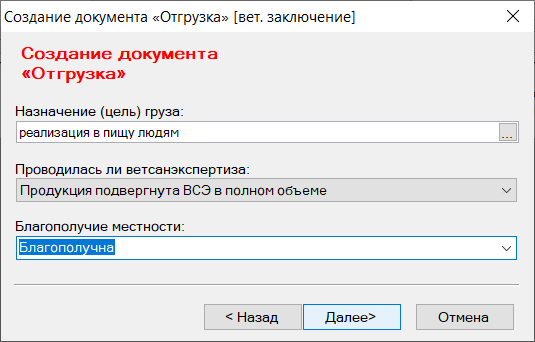 Создание документа «Отгрузка» [вет. заключение]
Создание документа
«Отгрузка»
Назначение (цель) груза:
реализация в пищу людям
...
Проводилась ли ветсанэкспертиза:
Продукция подвергнута ВСЭ в полном объеме
Благополучие местности:
Благополучна
< Назад Далее> Отмена